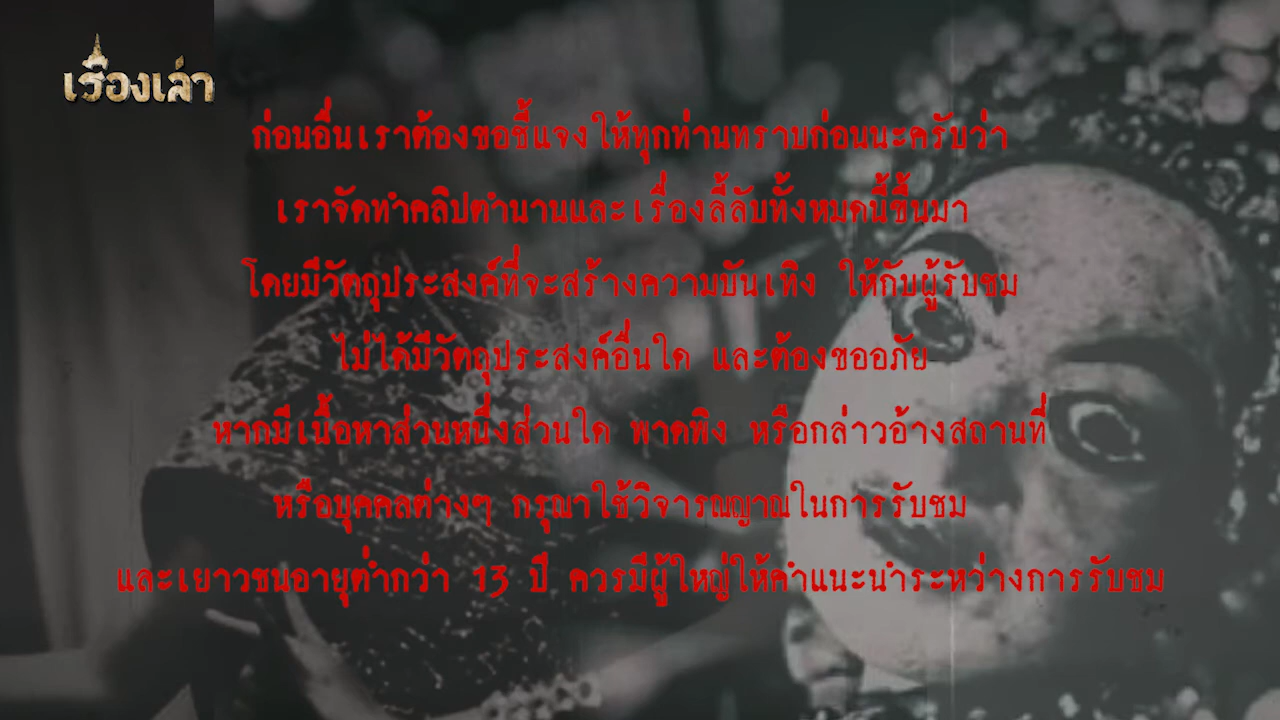 เรื่องเล่า
ก่อนอื่นเราต้องขอชี้แจงให้ทุกท่านทราบก่อนนะครับว่า
เราจัดทำคลิปตำนานและเรื่องลี้ลับทั้งหมดนี้ขึ้นมา
โดยมีวัตถุประสงค์ที่จะสร้างความบันเทิง ให้กับผู้รับชม
ไม่ได้มีวัตถุประสงค์อื่นใด และต้องขออภัย
หากมีเนื้อหาส่วนหนึ่งส่วนใด พาดพิง หรือกล่าวอ้างสถานที่
หรือบุคคลต่างๆ กรุณาใช้วิจารณญาณในการรับชม
และเยาวชนอายุต่ำกว่า 13 ปี ควรมีผู้ใหญ่ให้คำแนะนำระหว่างการรับชม